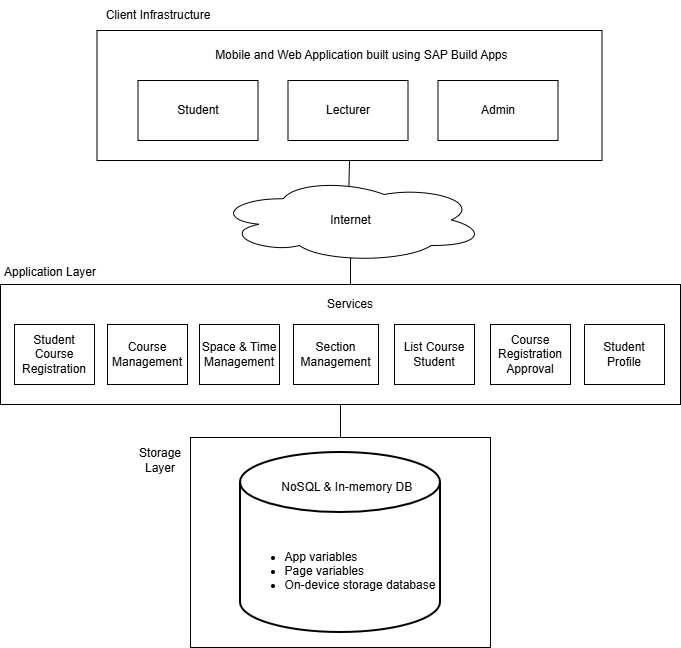 Client Infrastructure
Mobile and Web Application built using SAP Build Apps
Student
Lecturer
Admin
Internet
Application Layer
Services
Student
Course
Registration
Course
Management
Space & Time
Management
Section
Management
List Course
Student
Course
Registration
Approval
Student
Profile
Storage
Layer
NoSQL & In-memory DB
• App variables
• Page variables
• On-device storage database